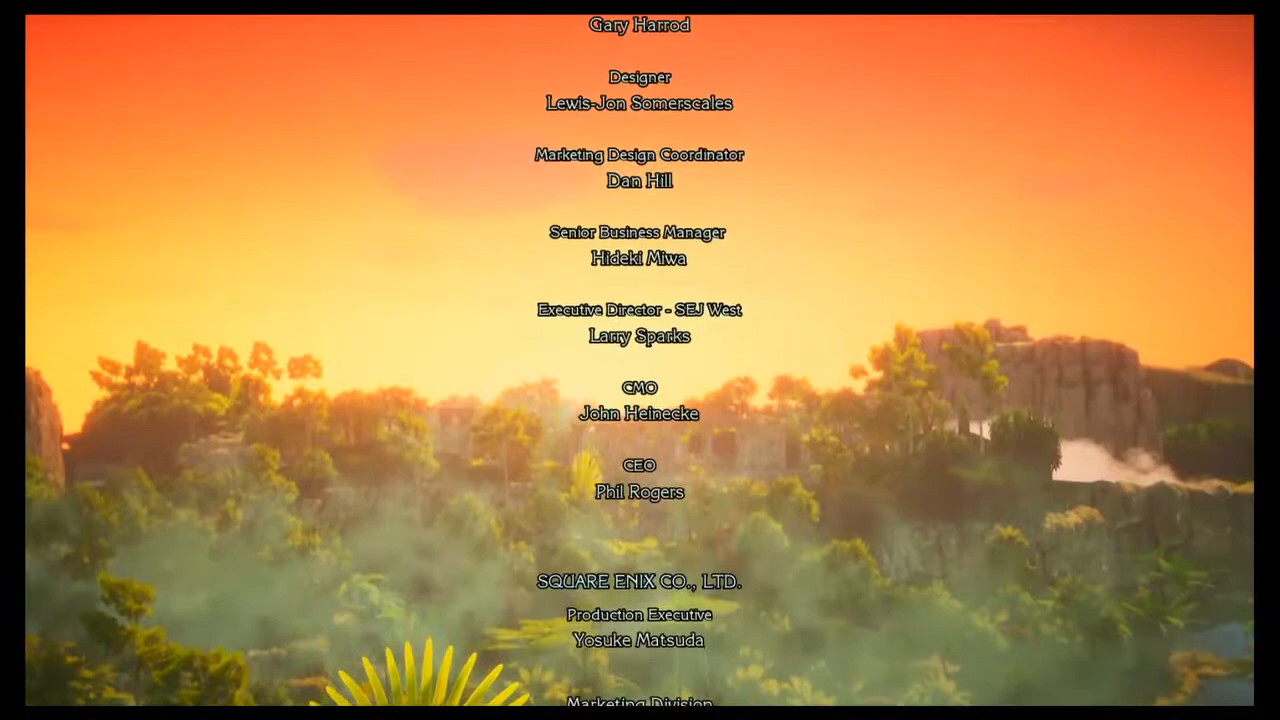 Gary Harrod
Designer
Lewis-Jon Somerscales
Marketing Design Coordinator
Dan Hill
Senior Business Manager
Hideki Miwa
Executive Director - SEJ West
Larry Sparks
CMO
John Heinecke
CEO
Phil Rogers
SQUARE ENIX CO., LTD.
Production Executive
Yosuke Matsuda
Marketing Division